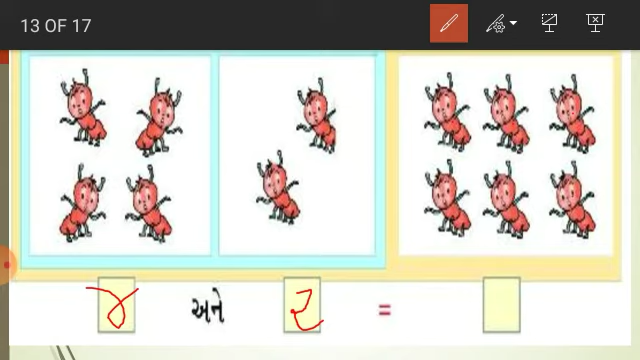 13 OF 17
૪ અને ૨ =